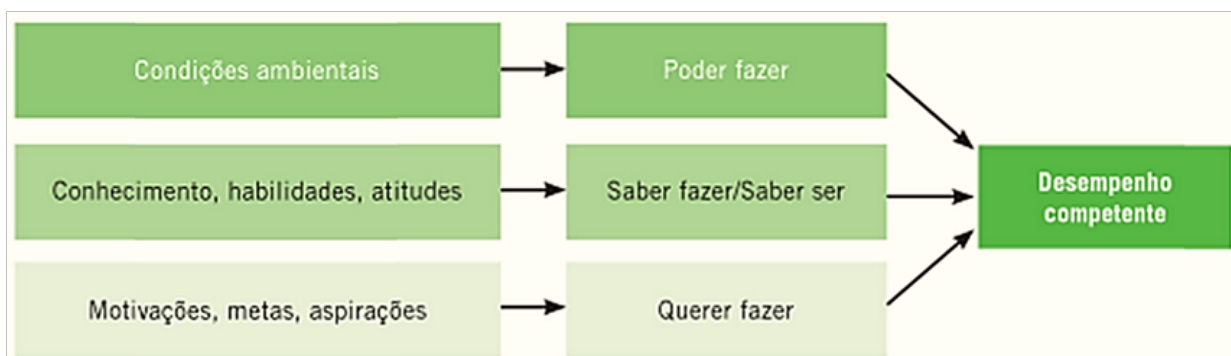 Condições ambientais
Poder fazer
Conhecimento, habilidades, atitudes
Saber fazer/Saber ser
Desempenho
competente
Motivações, metas, aspirações
Querer fazer